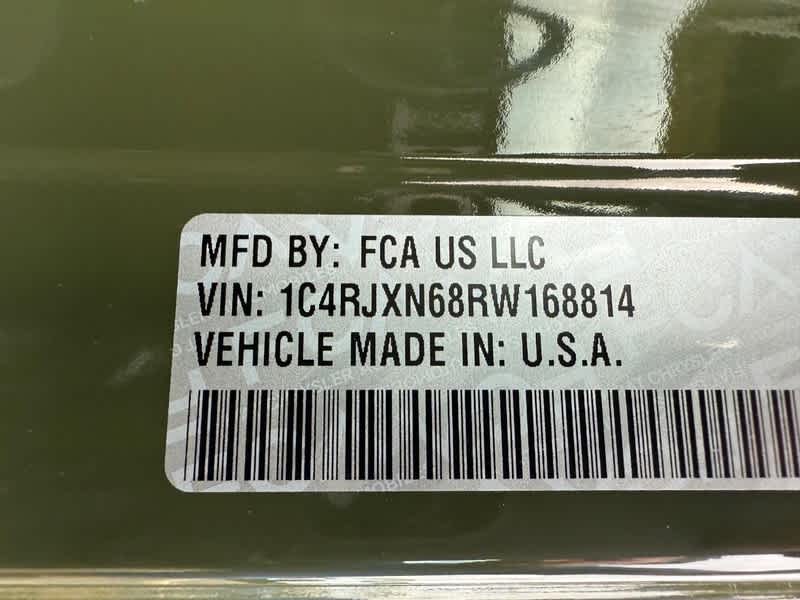 MFD BY: FCA US LLC
VIN: 1C4RJXN68RW168814
VEHICLE MADE IN: U.S.A.